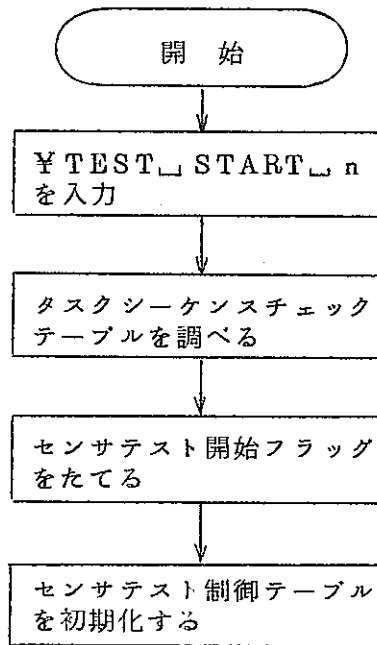 開 始
¥TEST␣START␣n
を入力
タスクシーケンスチェック
テーブルを調べる
センサテスト開始フラッグ
をたてる
センサテスト制御テーブル
を初期化する